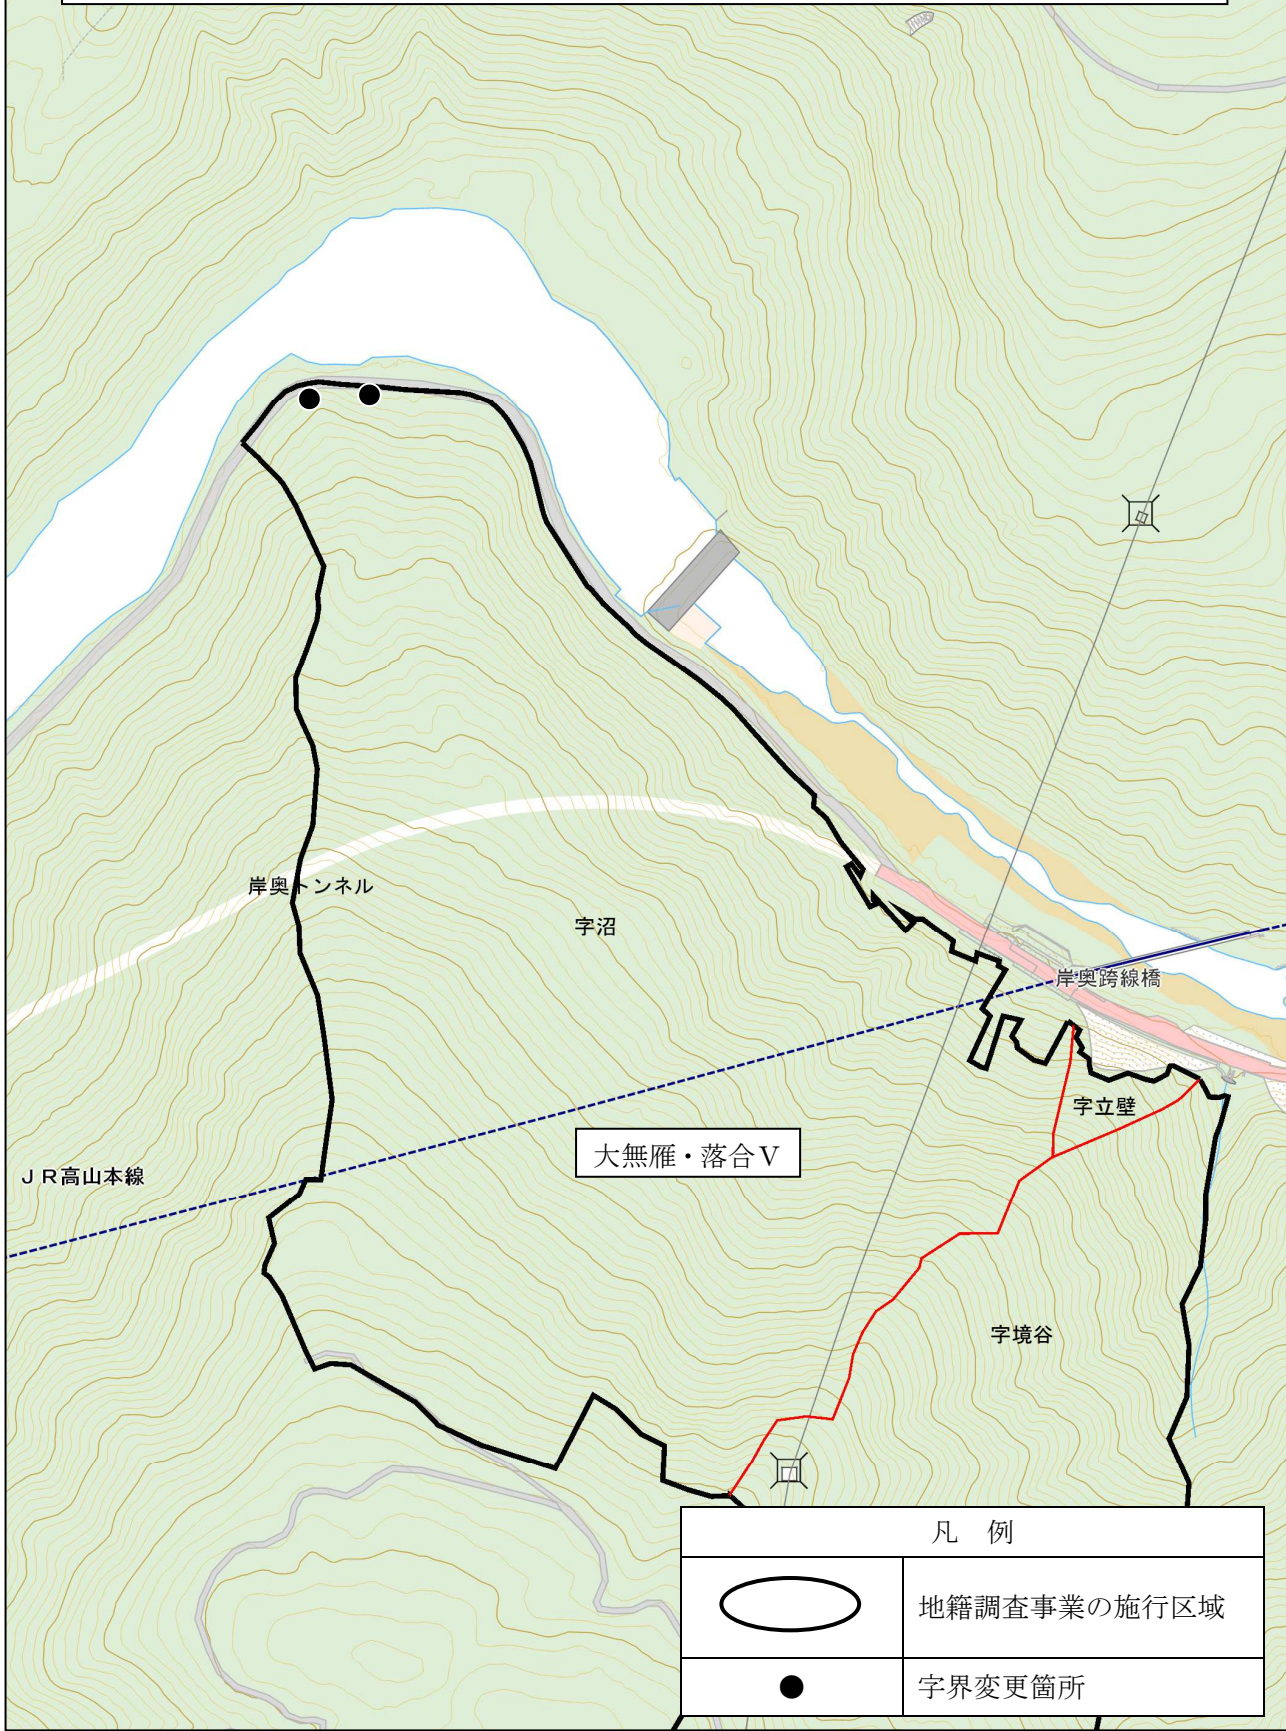 岸奥トンネル
字沼
岸奥跨線橋
字立壁
大無雁・落合Ⅴ
ＪＲ高山本線
字境谷
凡　例
地籍調査事業の施行区域
字界変更箇所